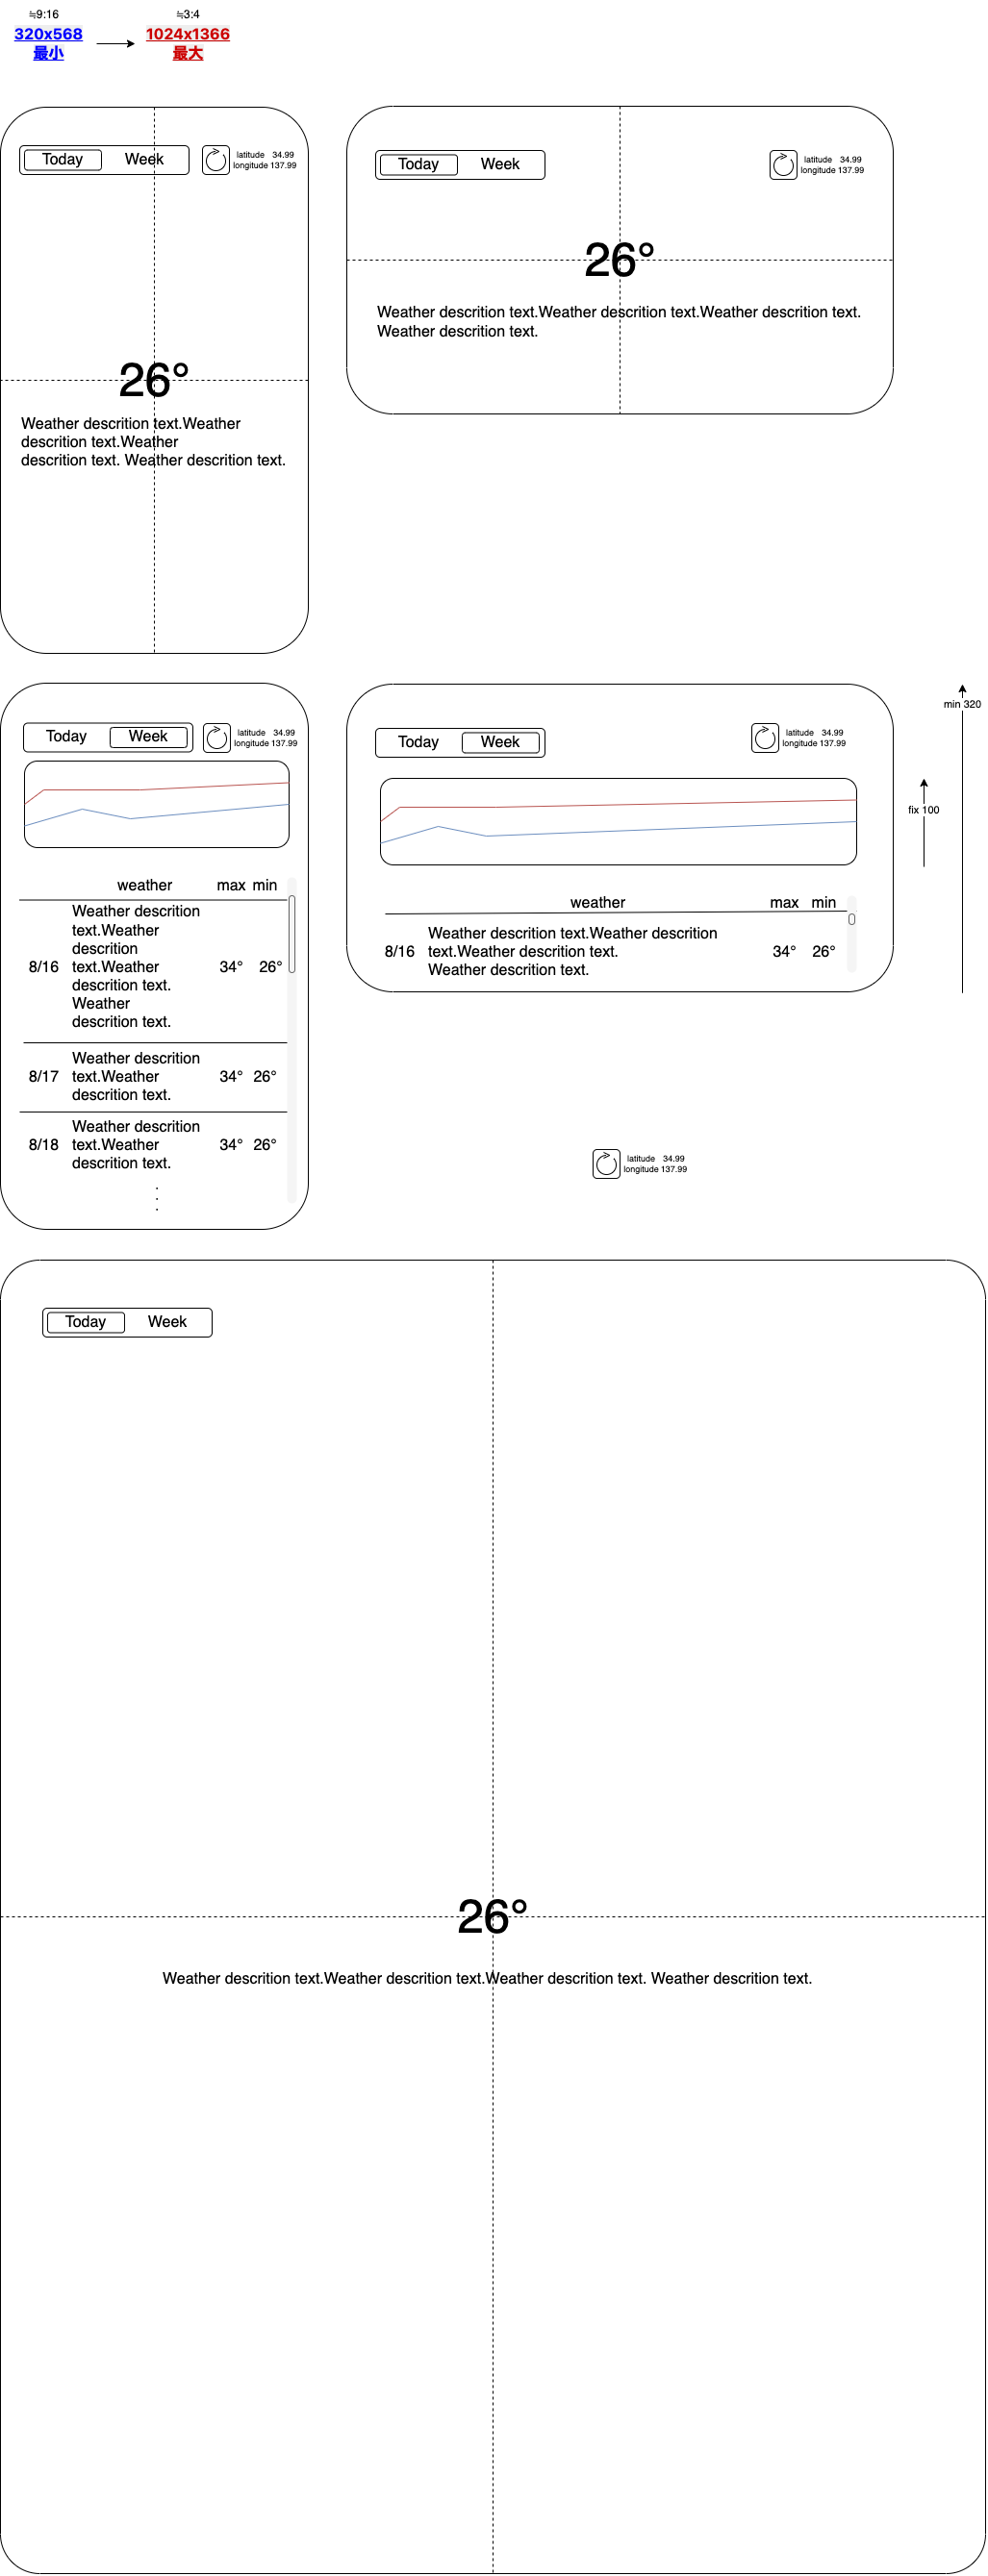 ≒9:16
320x568
最小
≒3:4
1024x1366
最大
Today Week
latitude 34.99
longitude 137.99
26°
Weather descrition text.Weather
descrition text.Weather
descrition text. Weather descrition text.
Today Week
latitude 34.99
longitude 137.99
26°
Weather descrition text.Weather descrition text.Weather descrition text.
Weather descrition text.
Today Week
latitude 34.99
longitude 137.99
weather max min
8/16
Weather descrition
text.Weather
descrition
text.Weather
descrition text.
Weather
descrition text.
34° 26°
8/17
Weather descrition
text.Weather
descrition text.
34° 26°
8/18
Weather descrition
text.Weather
descrition text.
34° 26°
Today Week
latitude 34.99
longitude 137.99
weather max min
8/16
Weather descrition text.Weather descrition
text.Weather descrition text.
Weather descrition text.
34° 26°
min 320
fix 100
latitude 34.99
longitude 137.99
Today Week
26°
Weather descrition text.Weather descrition text.Weather descrition text. Weather descrition text.